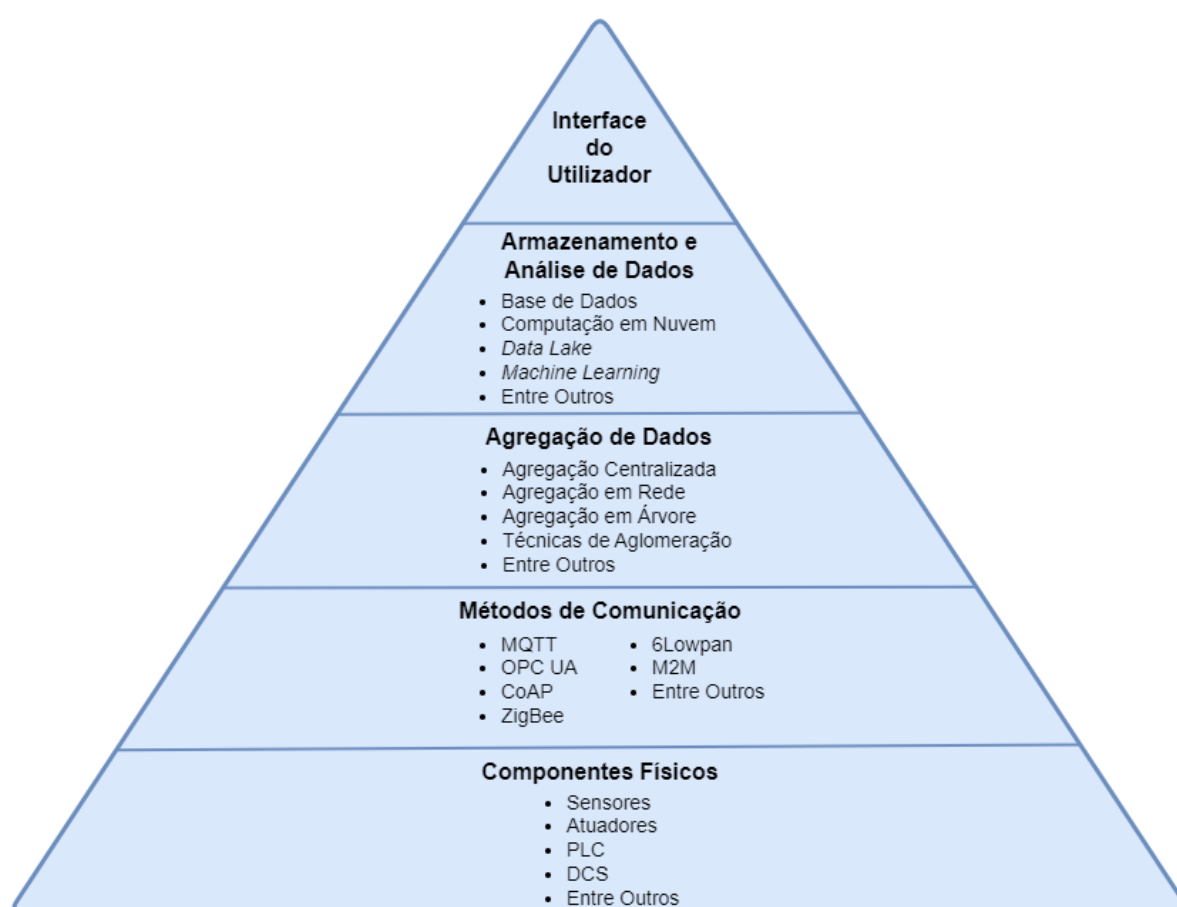 Interface
do
Utilizador
Armazenamento e
Análise de Dados
• Base de Dados
• Computação em Nuvem
• Data Lake
• Machine Learning
• Entre Outros
Agregação de Dados
• Agregação Centralizada
• Agregação em Rede
• Agregação em Árvore
• Técnicas de Aglomeração
• Entre Outros
Métodos de Comunicação
• MQTT
• OPC UA
• CoAP
• ZigBee
• 6Lowpan
• M2M
• Entre Outros
Componentes Físicos
• Sensores
• Atuadores
• PLC
• DCS
• Entre Outros